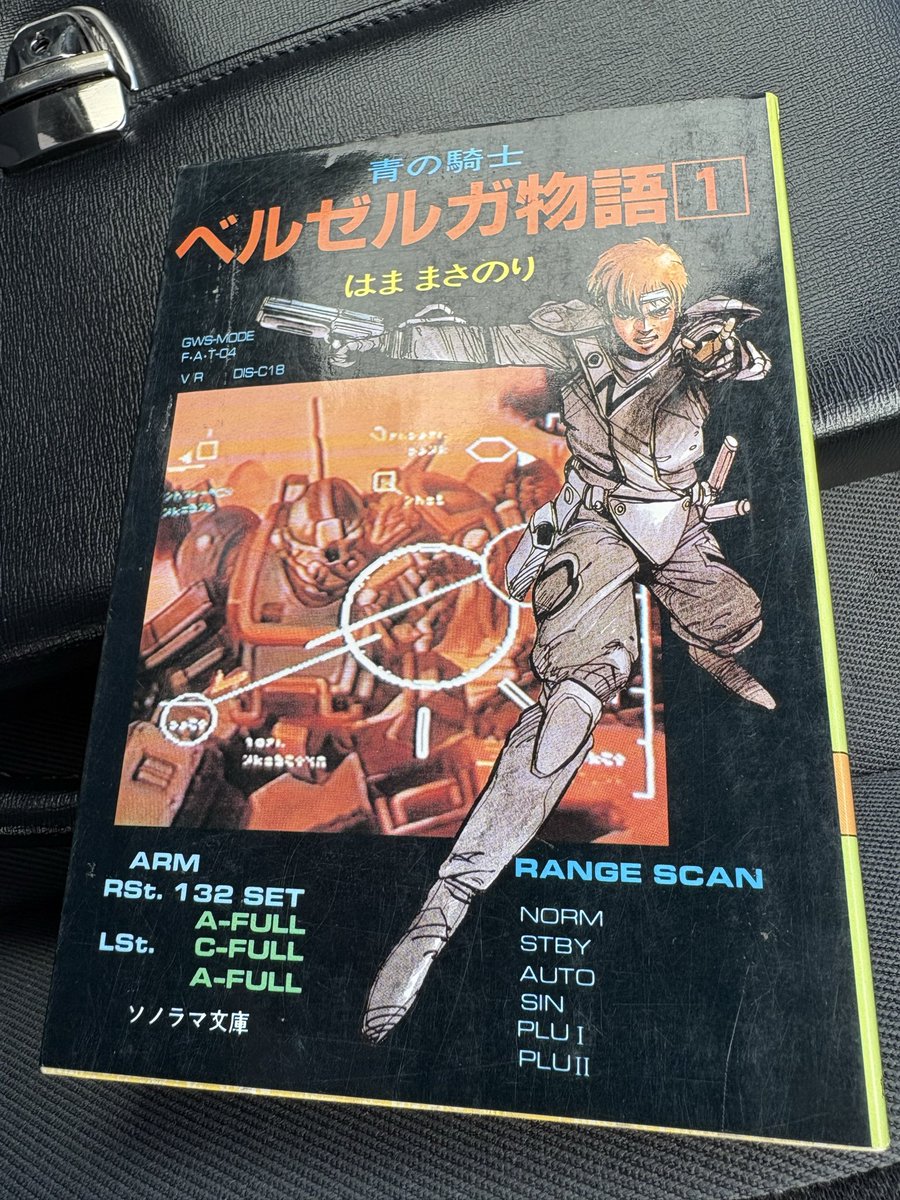 青の騎士
ベルゼルガ物語 1
はま まさのり
GWS-MODE
F・A・T-04
V/R DIS-C18
ARM
RSt. 132 SET
A-FULL
LSt. C-FULL
A-FULL
ソノラマ文庫
RANGE SCAN
NORM
STBY
AUTO
SIN
PLU I
PLU II